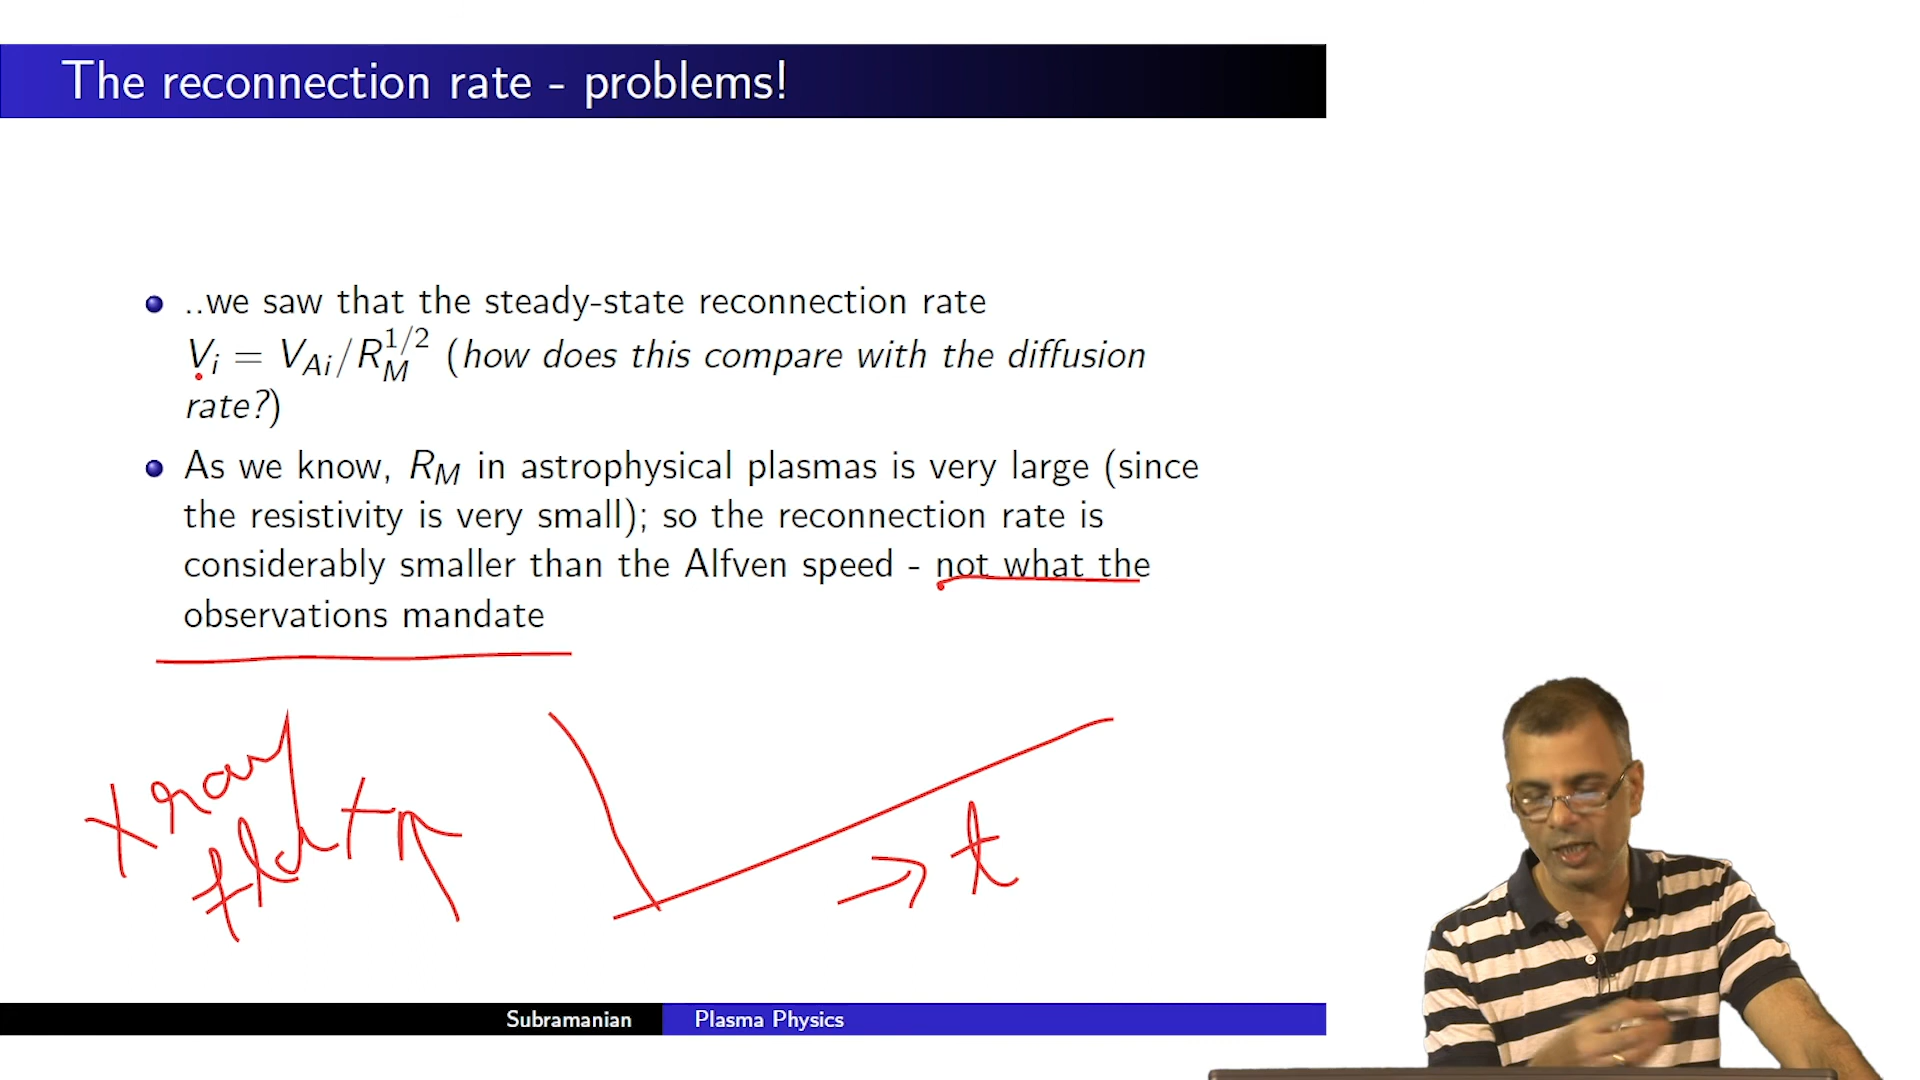 The reconnection rate - problems!
..we saw that the steady-state reconnection rate
V_i = V_{Ai}/R_M^{1/2} (how does this compare with the diffusion
rate?)
As we know, R_M in astrophysical plasmas is very large (since
the resistivity is very small); so the reconnection rate is
considerably smaller than the Alfven speed - not what the
observations mandate
X ray
t
Subramanian
Plasma Physics